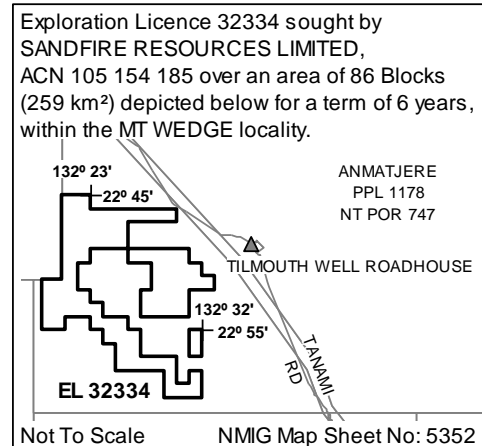 Exploration Licence 32334 sought by
SANDFIRE RESOURCES LIMITED,
ACN 105 154 185 over an area of 86 Blocks
(259 km²) depicted below for a term of 6 years,
within the MT WEDGE locality.
132º 23'
22º 45'
ANMATJERE
PPL 1178
NT POR 747
TILMOUTH WELL ROADHOUSE
132º 32'
22º 55'
TANAMI
RD
EL 32334
Not To Scale NMIG Map Sheet No: 5352